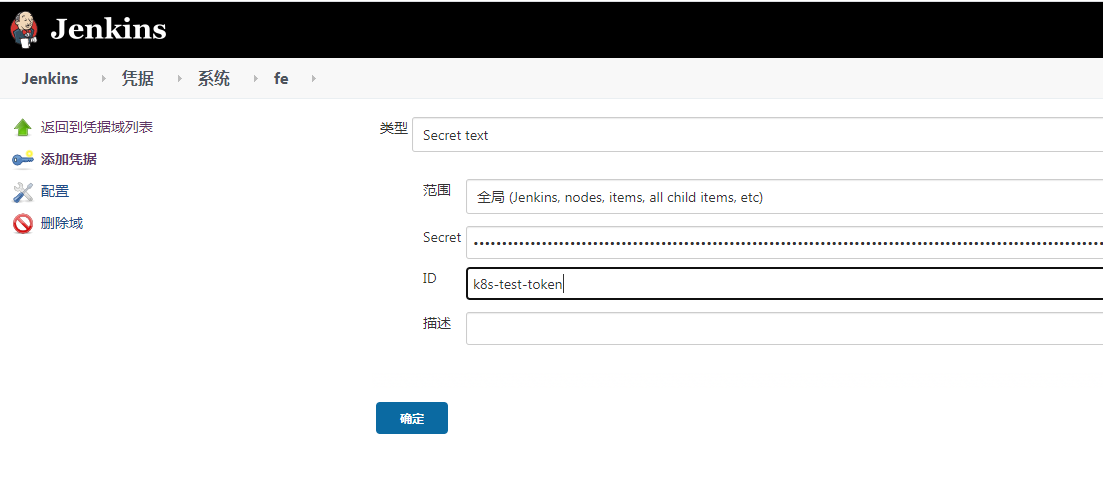 Jenkins
Jenkins 凭据 系统 fe
返回到凭据域列表
添加凭据
配置
删除域
类型 Secret text
范围 全局 (Jenkins, nodes, items, all child items, etc)
Secret
ID k8s-test-token
描述
确定